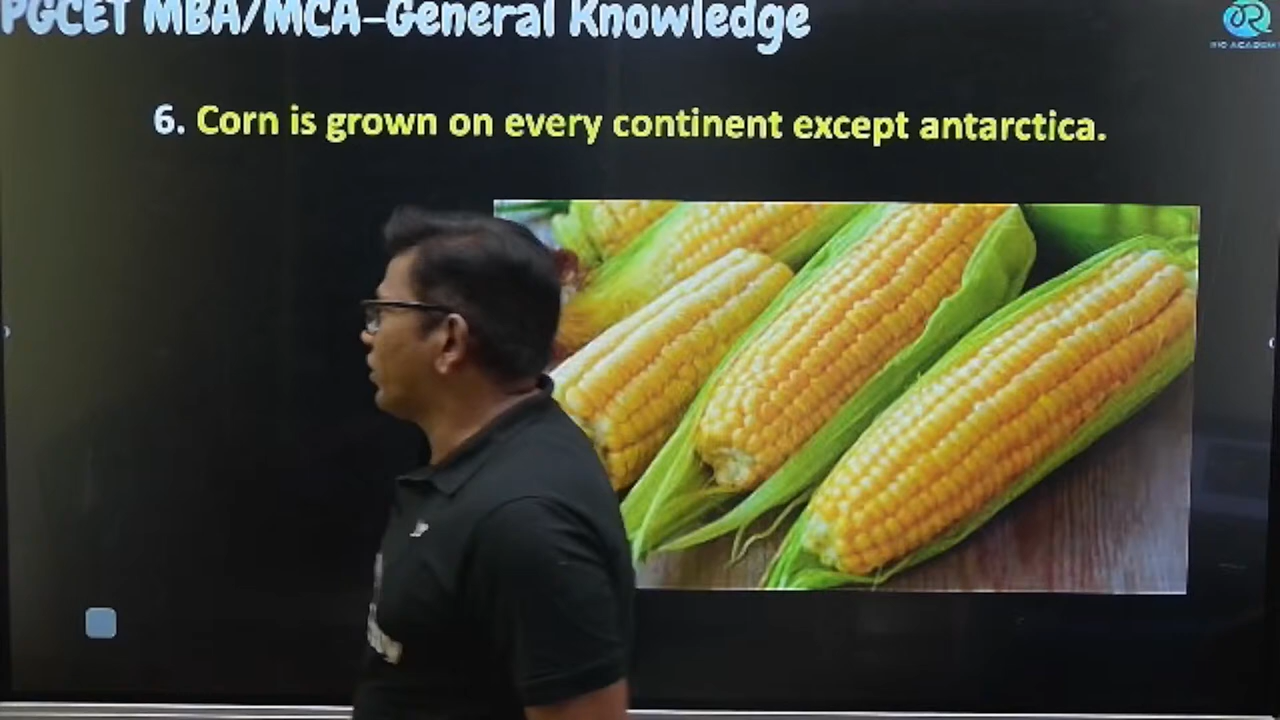 PGCET MBA/MCA-General Knowledge
6. Corn is grown on every continent except antarctica.